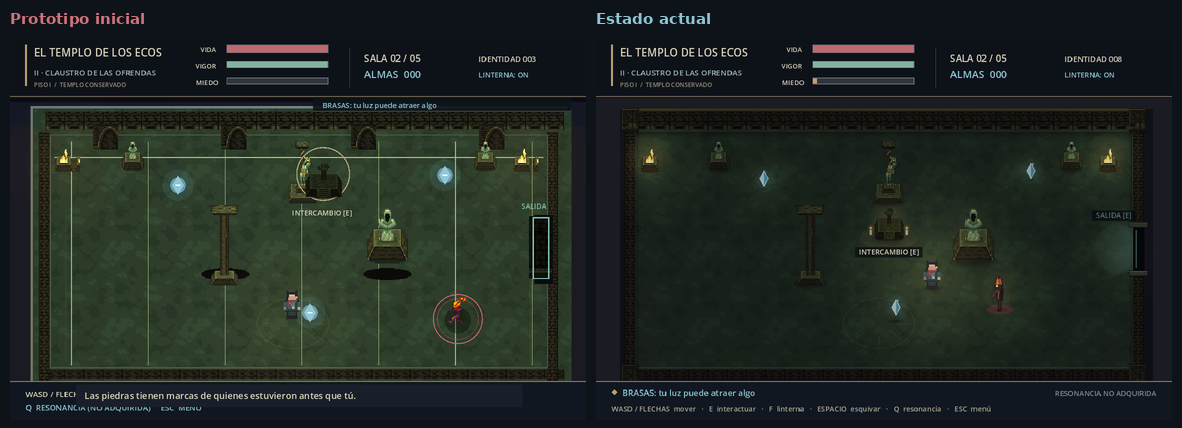 Prototipo inicial
EL TEMPLO DE LOS ECOS
II · CLAUSTRO DE LAS OFRENDAS
PISO I / TEMPLO CONSERVADO
VIDA
VIGOR
MIEDO
SALA 02 / 05
ALMAS 000
IDENTIDAD 003
LINTERNA: ON
BRASAS: tu luz puede atraer algo
INTERCAMBIO [E]
SALIDA
WASD / FLECH
Las piedras tienen marcas de quienes estuvieron antes que tú.
Q RESONANCIA (NO ADQUIRIDA) ESC MENÚ
Estado actual
EL TEMPLO DE LOS ECOS
II · CLAUSTRO DE LAS OFRENDAS
PISO I / TEMPLO CONSERVADO
VIDA
VIGOR
MIEDO
SALA 02 / 05
ALMAS 000
IDENTIDAD 008
LINTERNA: ON
SALIDA [E]
INTERCAMBIO [E]
BRASAS: tu luz puede atraer algo
RESONANCIA NO ADQUIRIDA
WASD / FLECHAS mover · E interactuar · F linterna · ESPACIO esquivar · Q resonancia · ESC menú